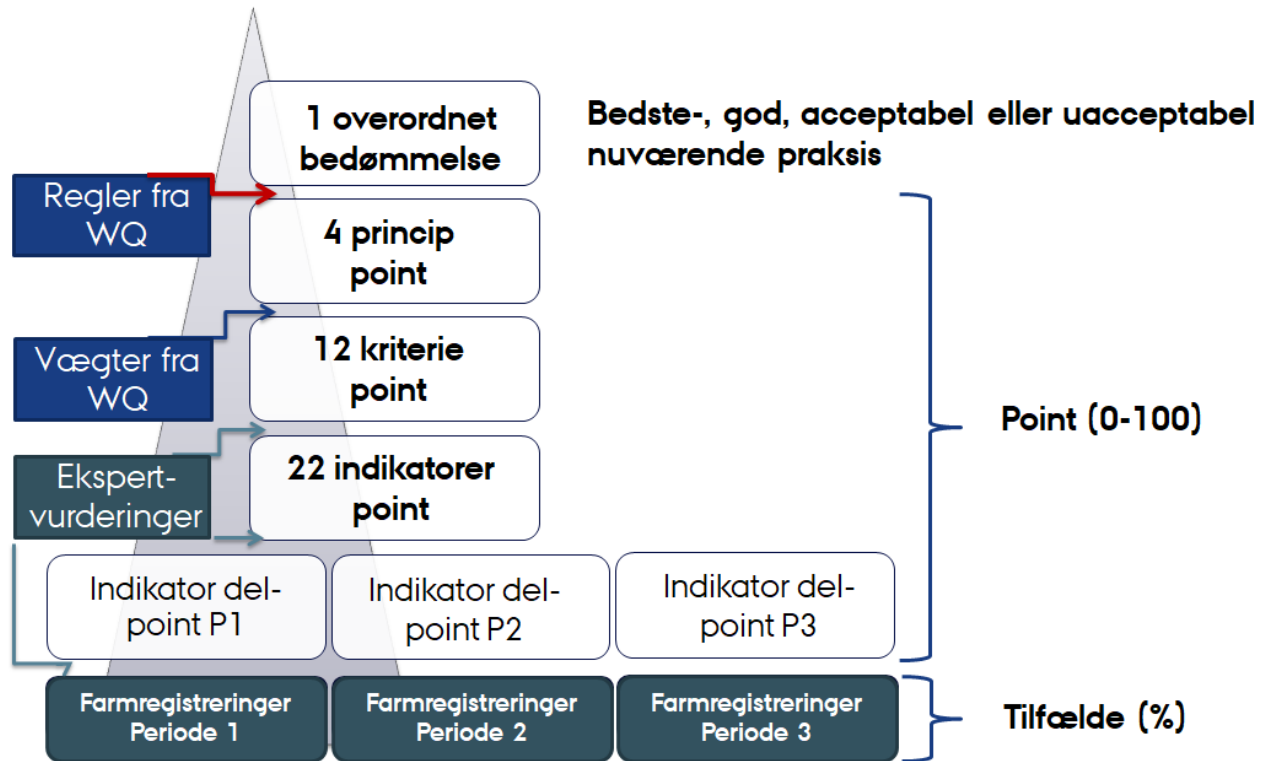 1 overordnet
bedømmelse
Bedste-, god, acceptabel eller uacceptabel
nuværende praksis
Regler fra
WQ
4 princip
point
Vægter fra
WQ
12 kriterie
point
Point (0-100)
Ekspert-
vurderinger
22 indikatorer
point
Indikator del-
point P1
Indikator del-
point P2
Indikator del-
point P3
Farmregistreringer
Periode 1
Farmregistreringer
Periode 2
Farmregistreringer
Periode 3
Tilfælde (%)